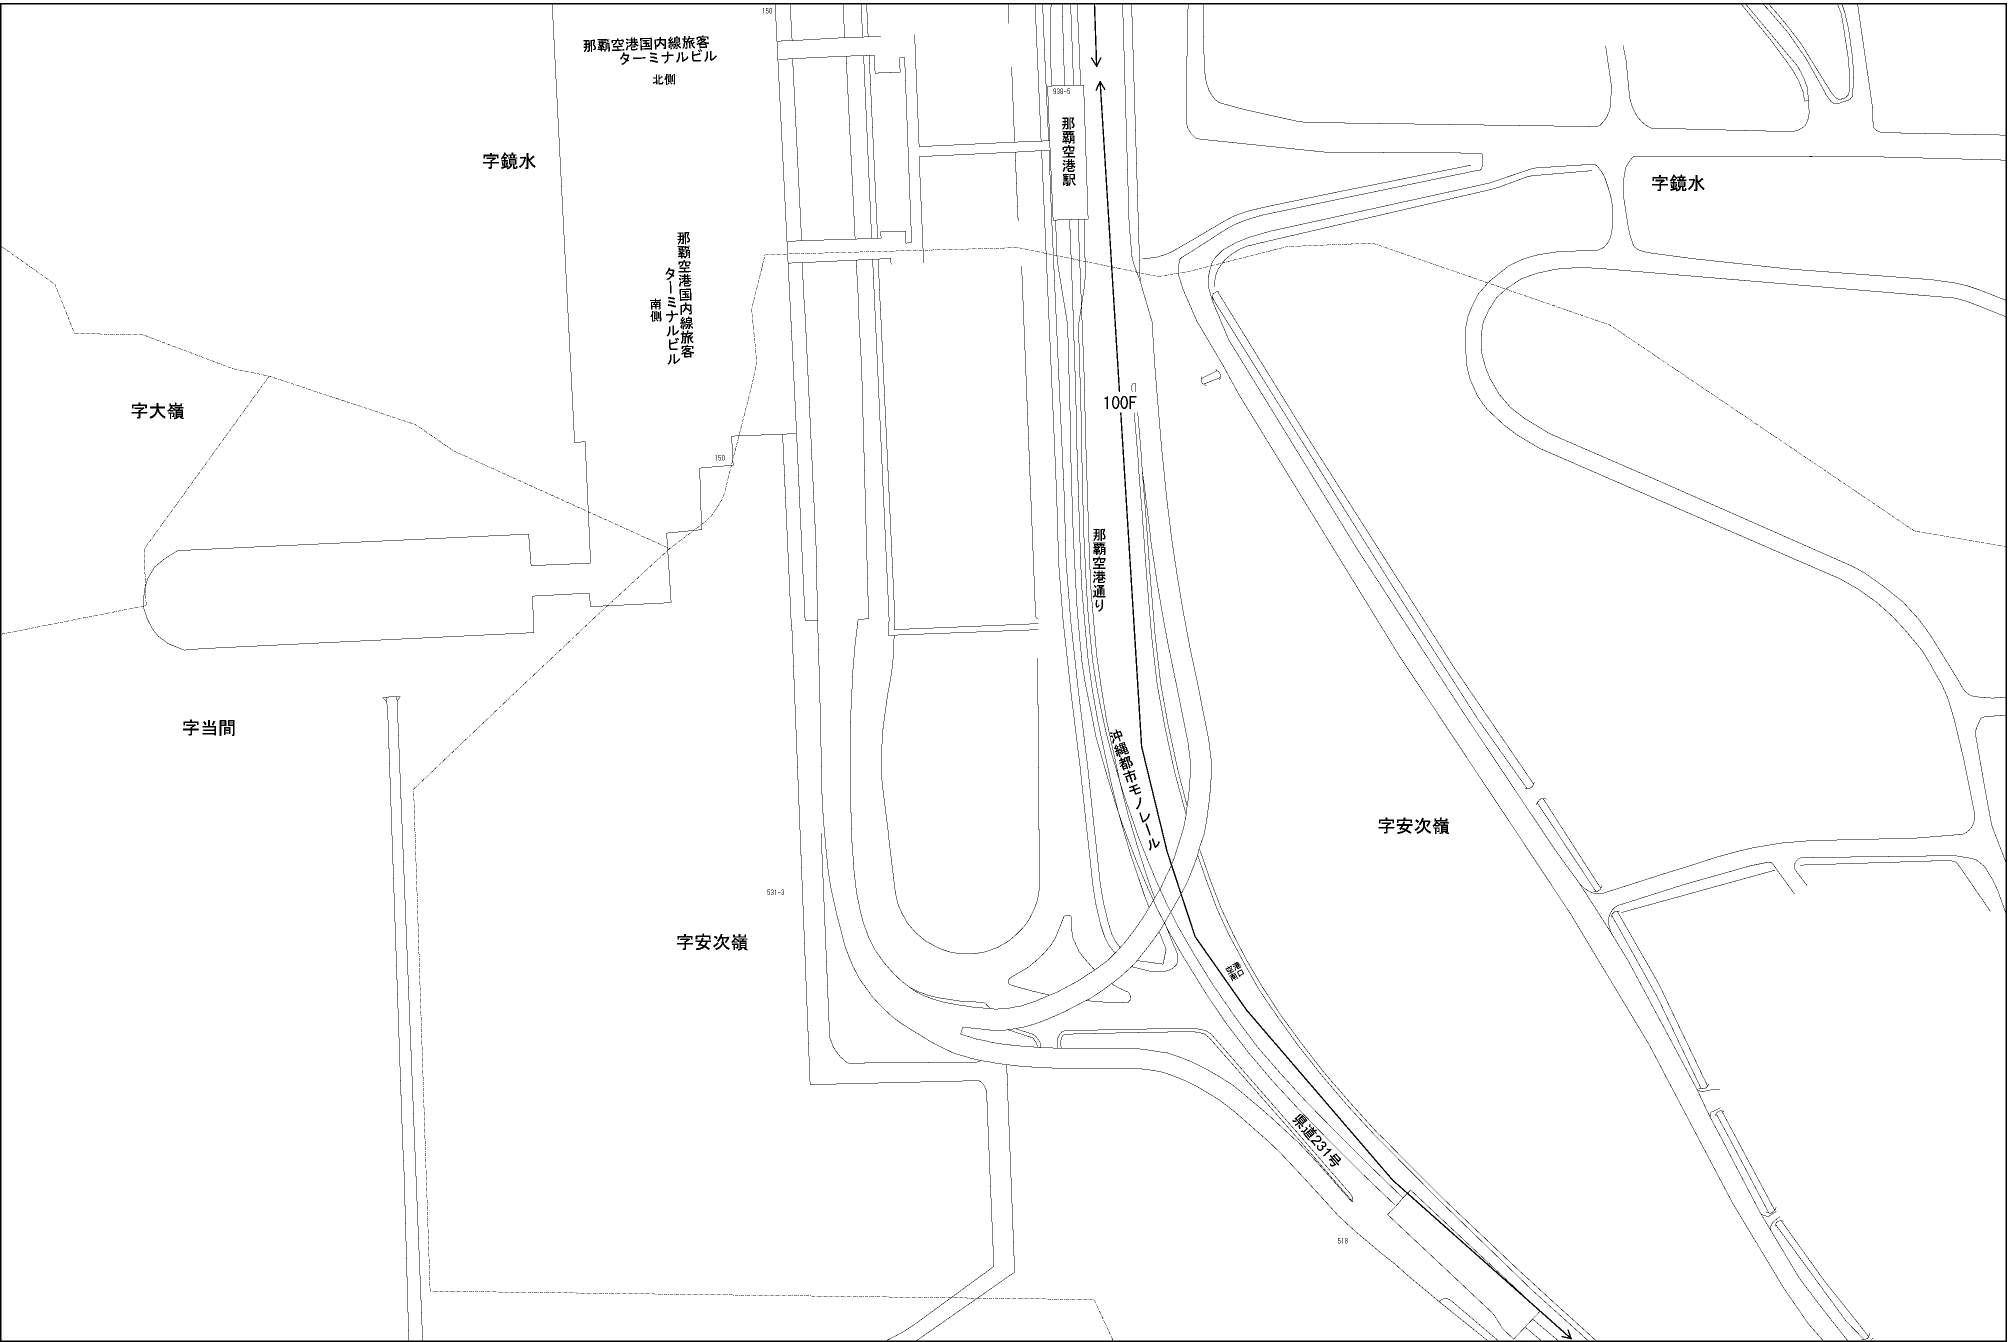 150
那覇空港国内線旅客
ターミナルビル
北側
938-5
那覇空港駅
字鏡水
字鏡水
那覇空港国内線旅客
ターミナルビル
南側
字大嶺
100F
150
那覇空港通り
字当間
沖縄都市モノレール
字安次嶺
531-3
字安次嶺
空港
南口
県道231号
518